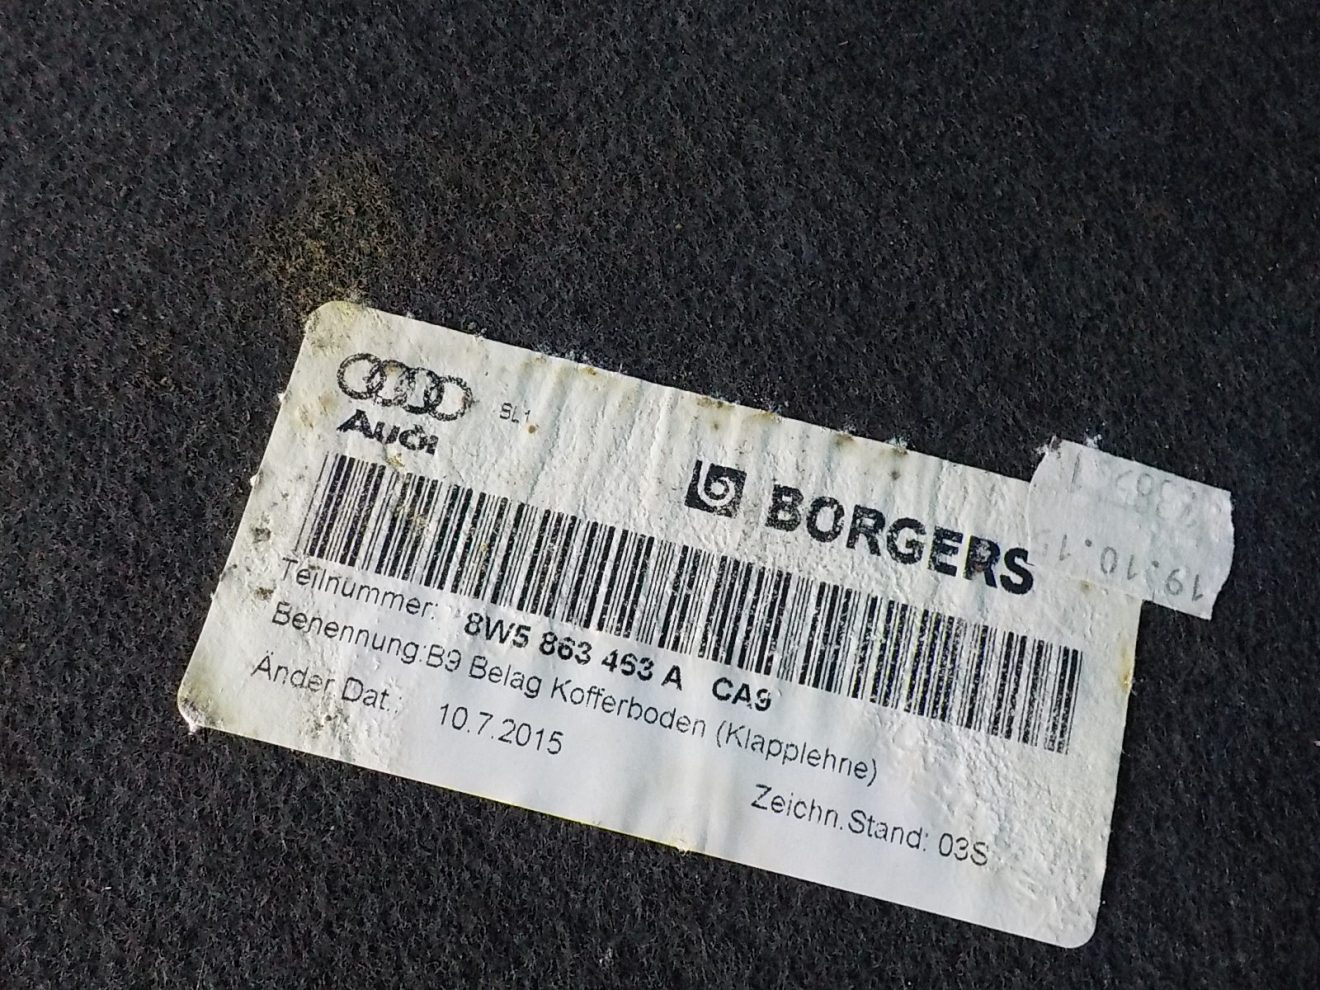 Audi
SL1
BORGERS
Teilnummer: 8W5 863 463 A CA9
Benennung:B9 Belag Kofferboden (Klapplehne)
Änder.Dat.: 10.7.2015
Zeichn.Stand: 03S